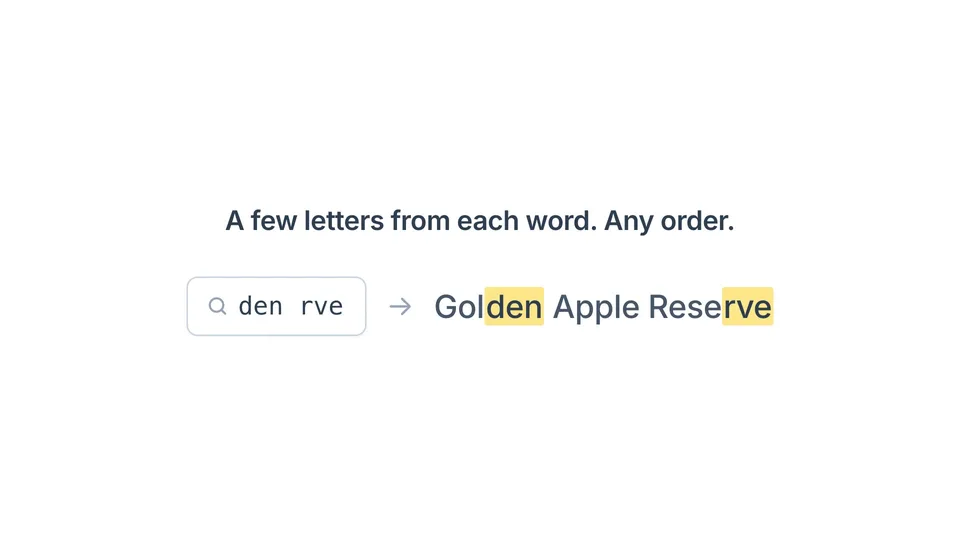 A few letters from each word. Any order.
den rve → Golden Apple Reserve